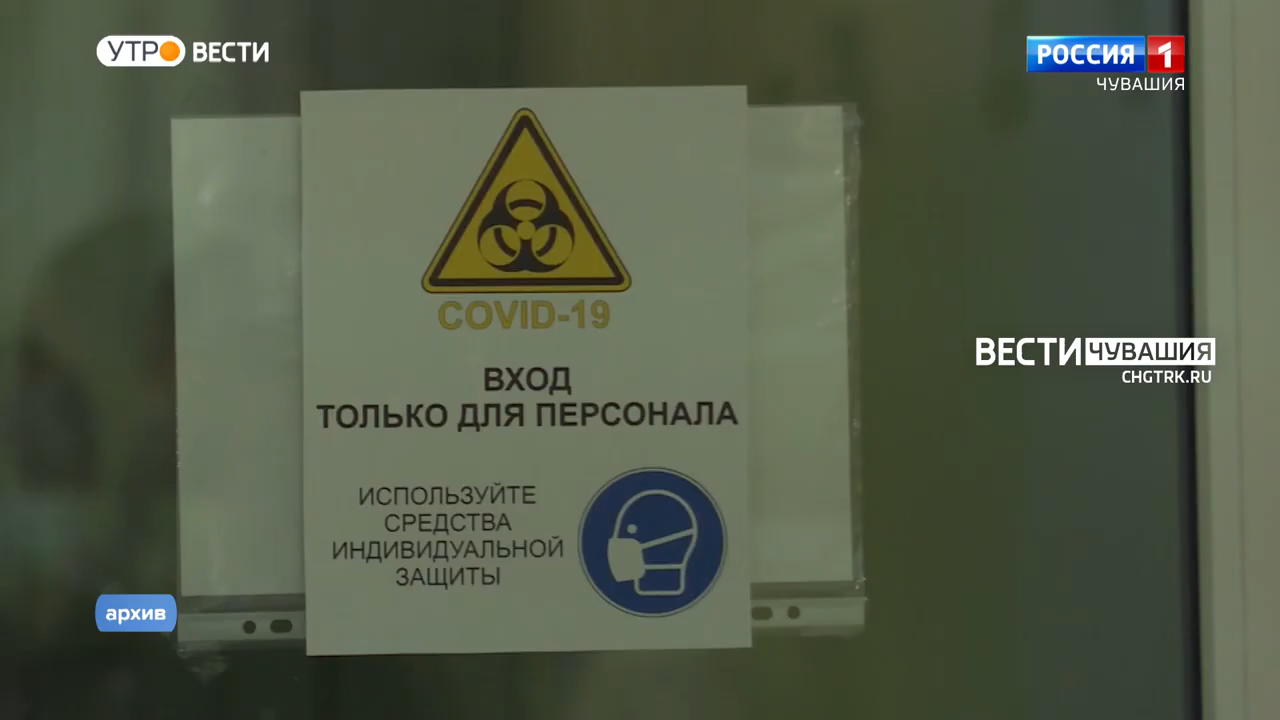 УТРО ВЕСТИ
РОССИЯ 1
ЧУВАШИЯ
COVID-19
ВХОД
ТОЛЬКО ДЛЯ ПЕРСОНАЛА
ИСПОЛЬЗУЙТЕ
СРЕДСТВА
ИНДИВИДУАЛЬНОЙ
ЗАЩИТЫ
ВЕСТИ ЧУВАШИЯ
CHGTRK.RU
архив